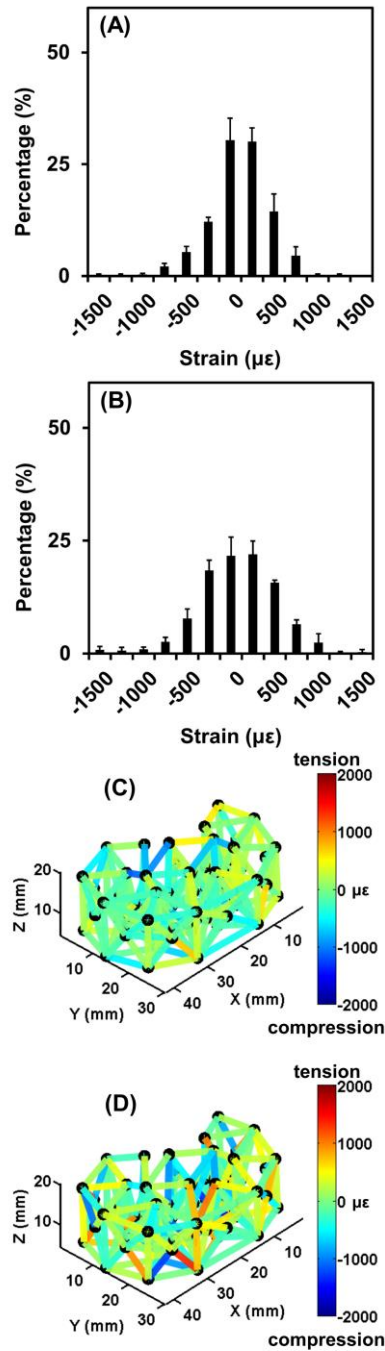 (A)
50
25
0
Percentage (%)
-1500
-1000
-500
0
500
1000
1500
Strain (με)
(B)
50
25
0
Percentage (%)
-1500
-1000
-500
0
500
1000
1500
Strain (με)
(C)
tension
2000
1000
0 με
-1000
-2000
compression
Z (mm)
20
10
10
20
30
Y (mm)
40
30
20
10
X (mm)
(D)
tension
2000
1000
0 με
-1000
-2000
compression
Z (mm)
20
10
10
20
30
Y (mm)
40
30
20
10
X (mm)